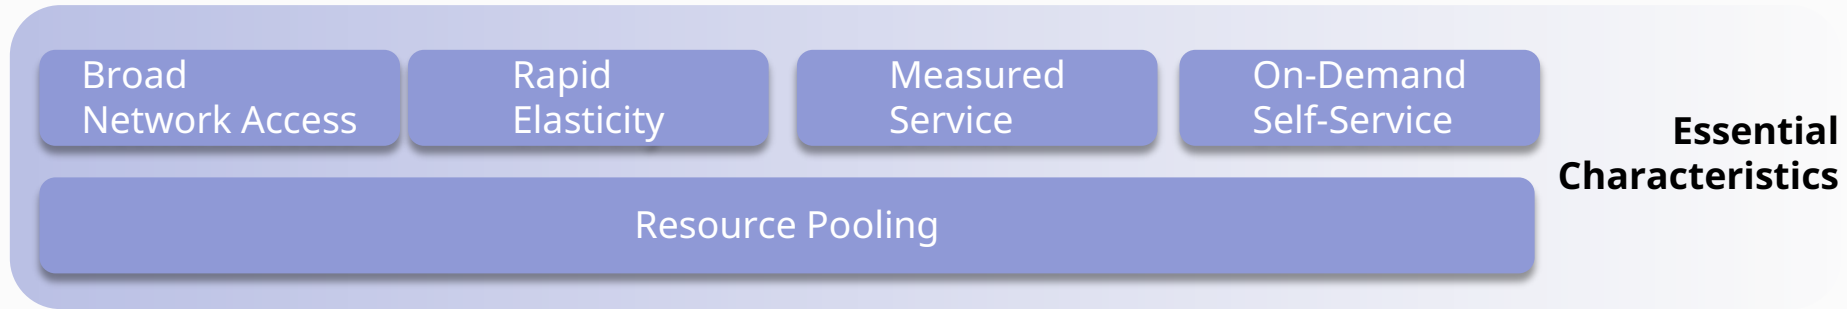 Broad
Network Access
Rapid
Elasticity
Measured
Service
On-Demand
Self-Service
Essential
Characteristics
Resource Pooling